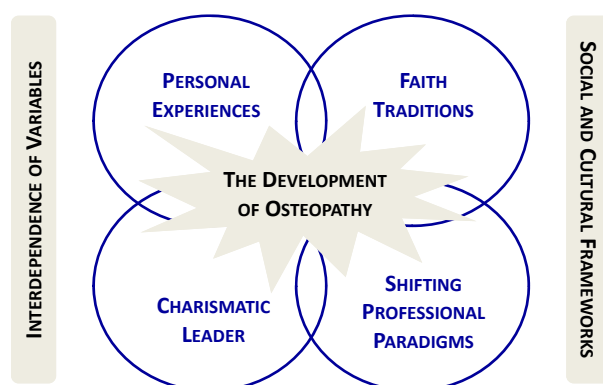 INTERDEPENDENCE OF VARIABLES
PERSONAL
EXPERIENCES
FAITH
TRADITIONS
THE DEVELOPMENT
OF OSTEOPATHY
CHARISMATIC
LEADER
SHIFTING
PROFESSIONAL
PARADIGMS
SOCIAL AND CULTURAL FRAMEWORKS